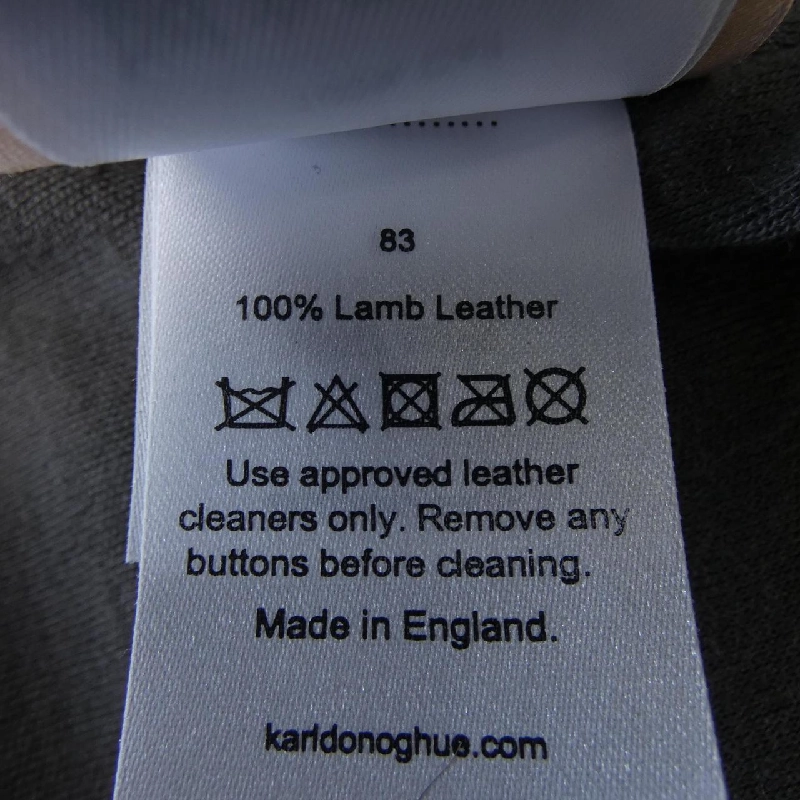 83
100% Lamb Leather
Use approved leather
cleaners only. Remove any
buttons before cleaning.
Made in England.
karldonoghue.com